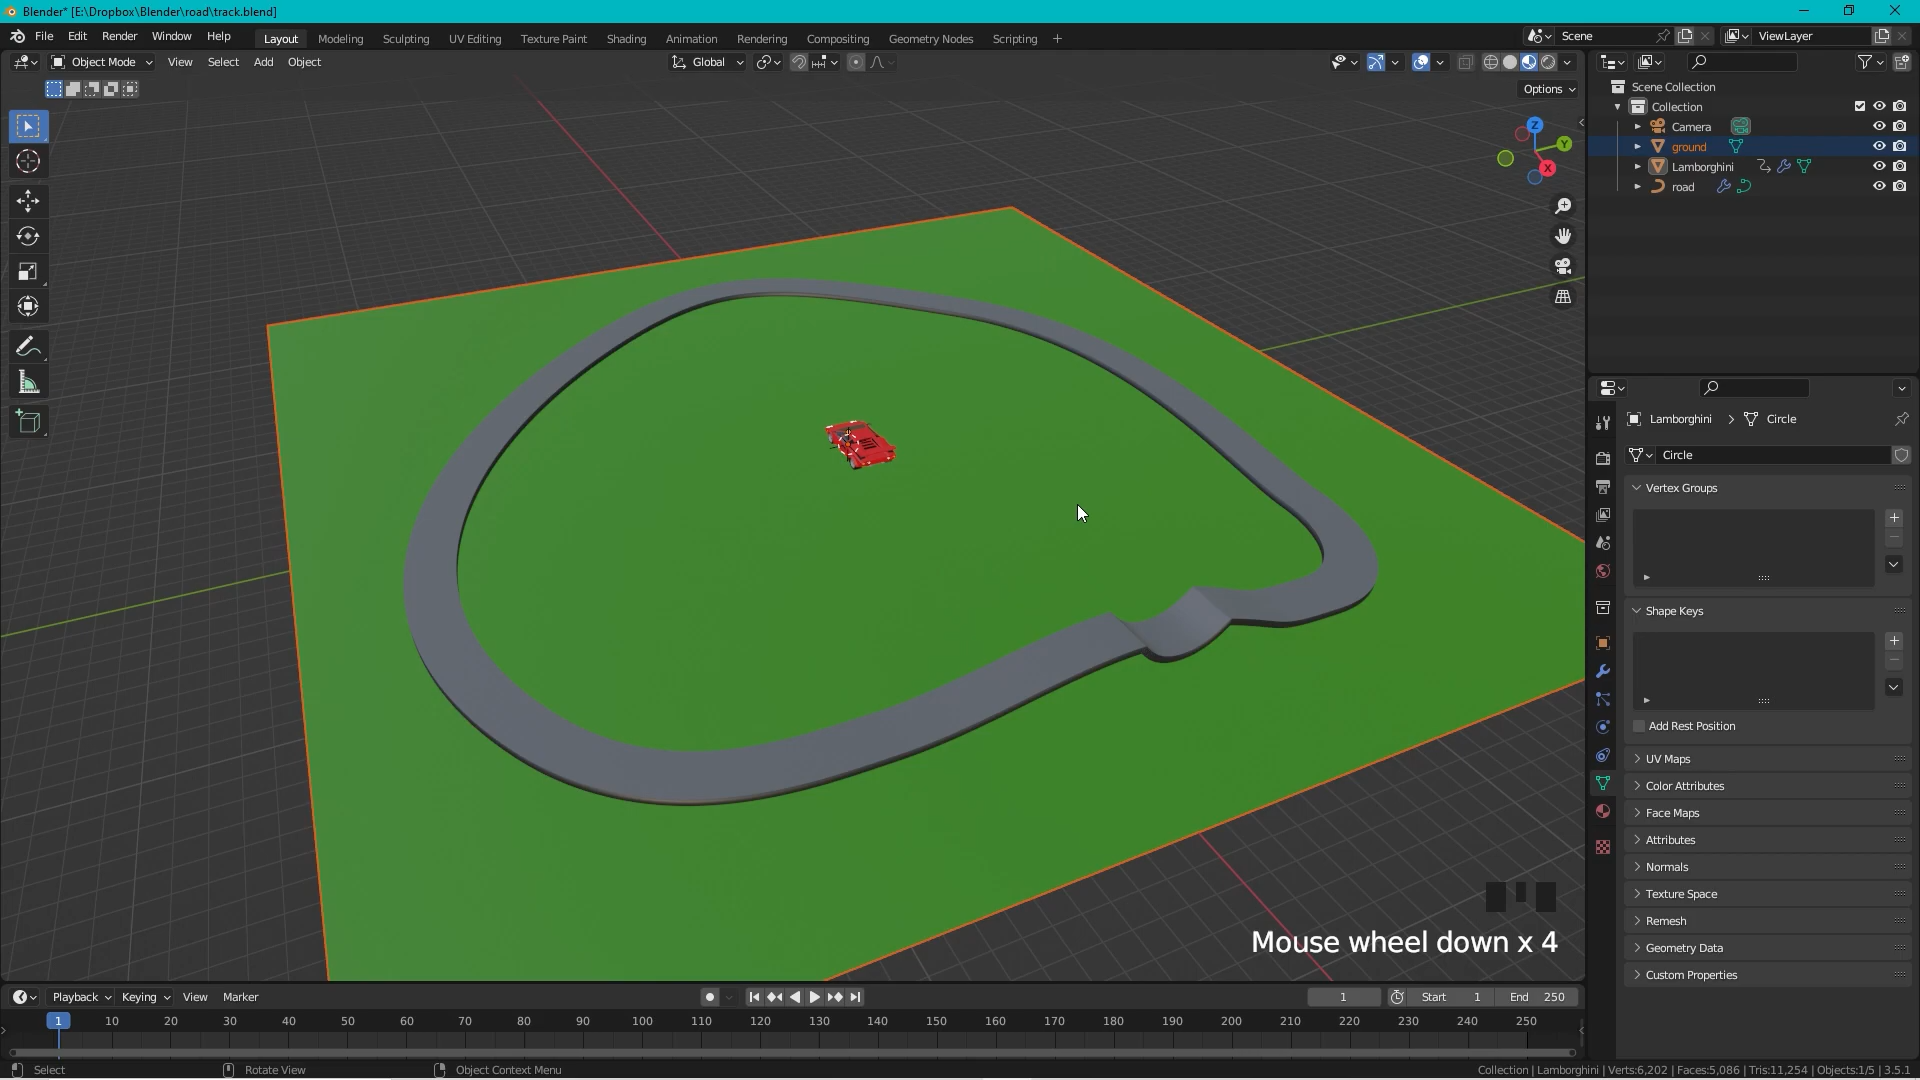 Blender* [E:\Dropbox\Blender\road\track.blend]
File Edit Render Window Help Layout Modeling Sculpting UV Editing Texture Paint Shading Animation Rendering Compositing Geometry Nodes Scripting + Scene ViewLayer
Object Mode View Select Add Object Global
Options
Z
Y
X
Scene Collection
Collection
Camera
ground
Lamborghini
road
Lamborghini > Circle
Circle
Vertex Groups
Shape Keys
Add Rest Position
UV Maps
Color Attributes
Face Maps
Attributes
Normals
Texture Space
Remesh
Geometry Data
Custom Properties
Mouse wheel down x 4
Playback Keying View Marker 1 Start 1 End 250
1 10 20 30 40 50 60 70 80 90 100 110 120 130 140 150 160 170 180 190 200 210 220 230 240 250
Select Rotate View Object Context Menu Collection | Lamborghini | Verts:6,202 | Faces:5,086 | Tris:11,254 | Objects:1/5 | 3.5.1